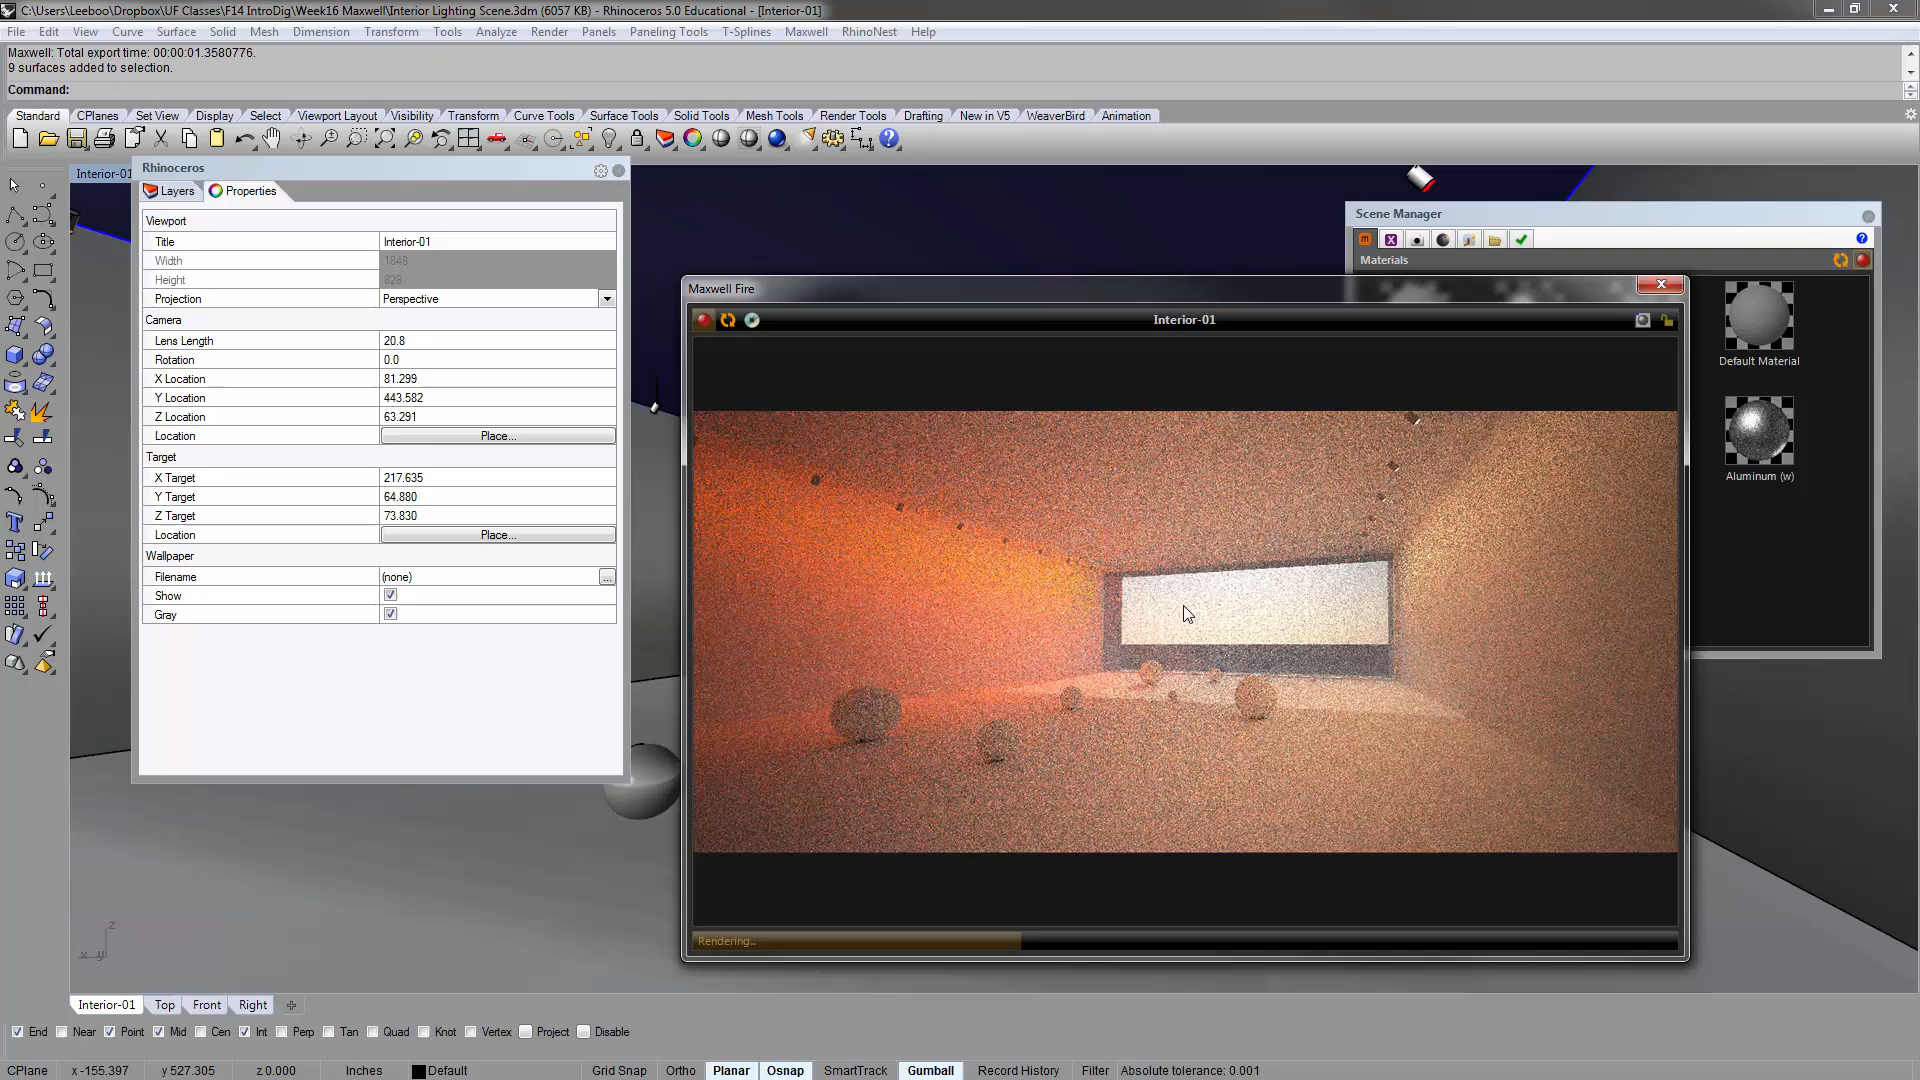 C:\Users\Leeboo\Dropbox\UF Classes\F14 IntroDig\Week16 Maxwell\Interior Lighting Scene.3dm (6057 KB) - Rhinoceros 5.0 Educational - [Interior-01]
File Edit View Curve Surface Solid Mesh Dimension Transform Tools Analyze Render Panels Paneling Tools T-Splines Maxwell RhinoNest Help
Maxwell: Total export time: 00:00:01.3580776.
9 surfaces added to selection.
Command:
Standard CPlanes Set View Display Select Viewport Layout Visibility Transform Curve Tools Surface Tools Solid Tools Mesh Tools Render Tools Drafting New in V5 WeaverBird Animation
Interior-01
Rhinoceros
Layers Properties
Viewport
Title Interior-01
Width 1848
Height 828
Projection Perspective
Camera
Lens Length 20.8
Rotation 0.0
X Location 81.299
Y Location 443.582
Z Location 63.291
Location Place...
Target
X Target 217.635
Y Target 64.880
Z Target 73.830
Location Place...
Wallpaper
Filename (none) ...
Show
Gray
Scene Manager
Materials
Default Material
Aluminum (w)
Maxwell Fire
Interior-01
Rendering...
z
x y
Interior-01 Top Front Right
End Near Point Mid Cen Int Perp Tan Quad Knot Vertex Project Disable
CPlane x -155.397 y 527.305 z 0.000 Inches Default Grid Snap Ortho Planar Osnap SmartTrack Gumball Record History Filter Absolute tolerance: 0.001